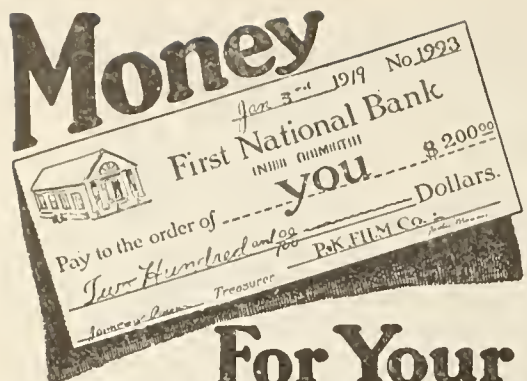 Money
Jan 3rd 1919 No. 1993
First National Bank
Pay to the order of you $200 00
Two Hundred and 00/100 Dollars.
Treasurer P&K FILM Co.
For Your